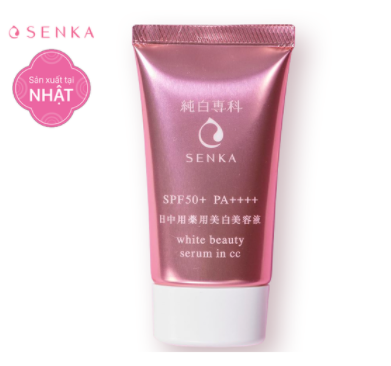 SENKA
Sản xuất tại
NHẬT
純白専科
SENKA
SPF50+ PA++++
日中用薬用美白美容液
white beauty
serum in cc